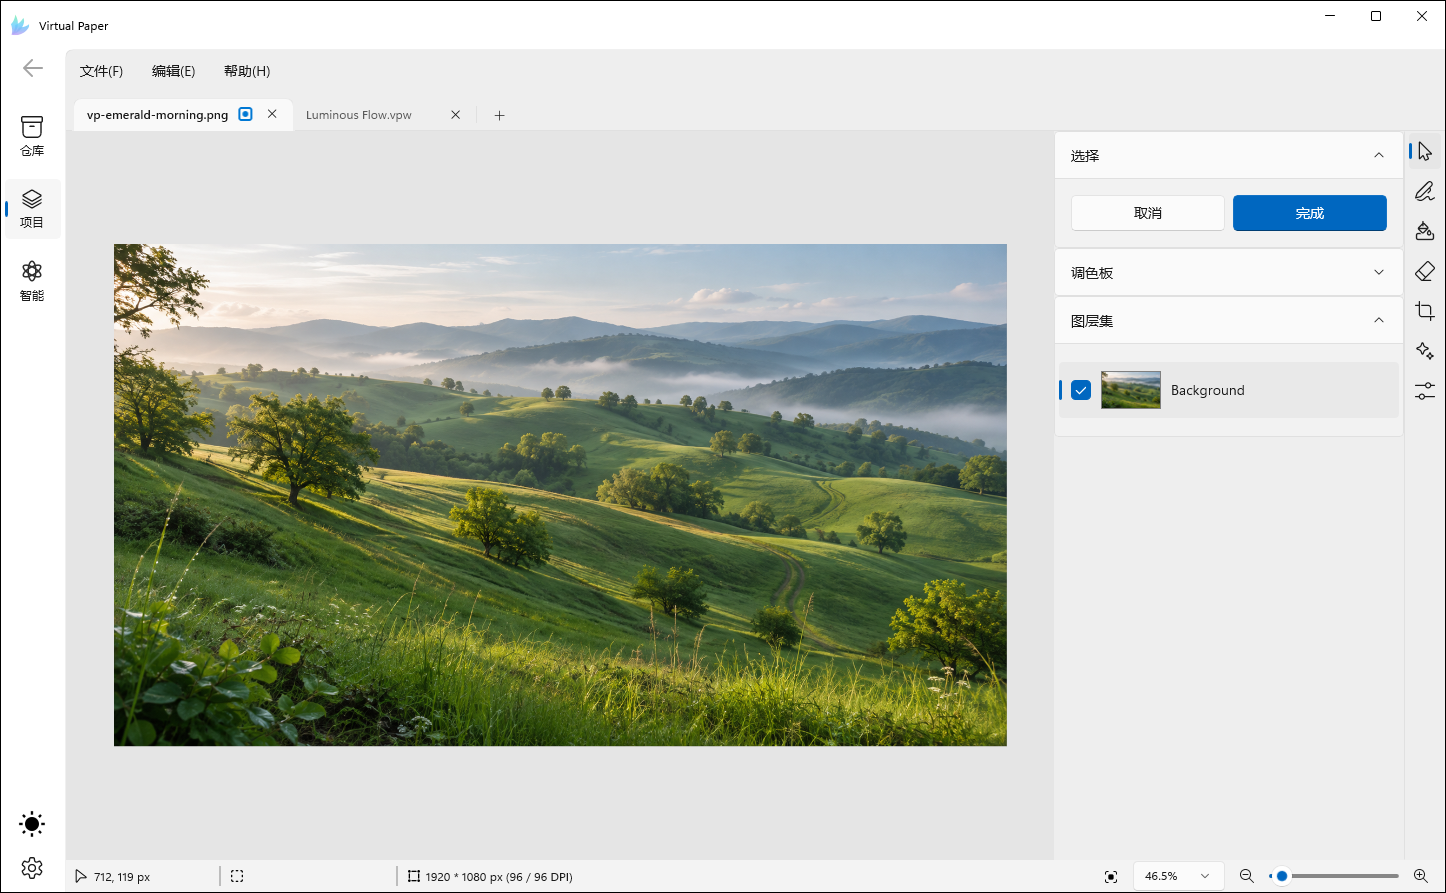 Virtual Paper
文件(F) 编辑(E) 帮助(H)
vp-emerald-morning.png Luminous Flow.vpw
仓库
项目
智能
选择
取消 完成
调色板
图层集
Background
712, 119 px
1920 * 1080 px (96 / 96 DPI)
46.5%